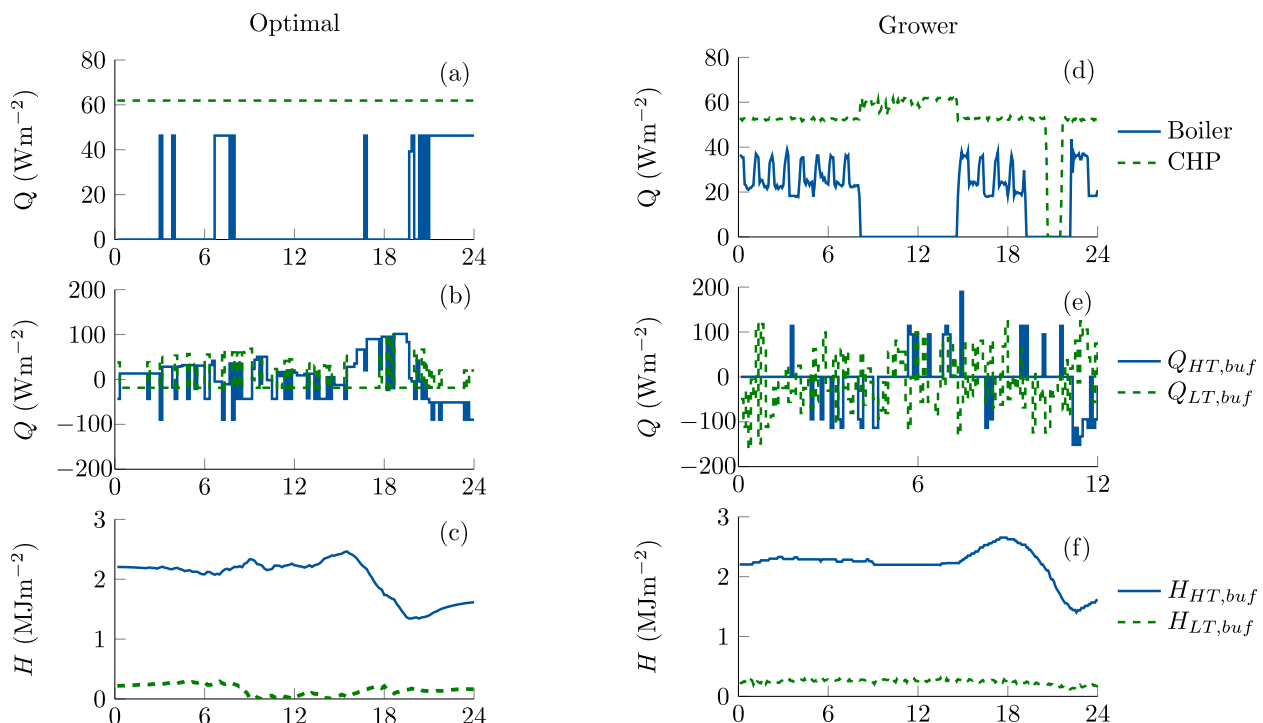 Optimal
Grower
(a)
Q (Wm⁻²)
80
60
40
20
0
0 6 12 18 24
(d)
Q (Wm⁻²)
80
60
40
20
0
0 6 12 18 24
Boiler
CHP
(b)
Q (Wm⁻²)
200
100
0
−100
−200
0 6 12 18 24
(e)
Q (Wm⁻²)
200
100
0
−100
−200
0 6 12
Q_{HT,buf}
Q_{LT,buf}
(c)
H (MJm⁻²)
3
2
1
0
0 6 12 18 24
(f)
H (MJm⁻²)
3
2
1
0
0 6 12 18 24
H_{HT,buf}
H_{LT,buf}